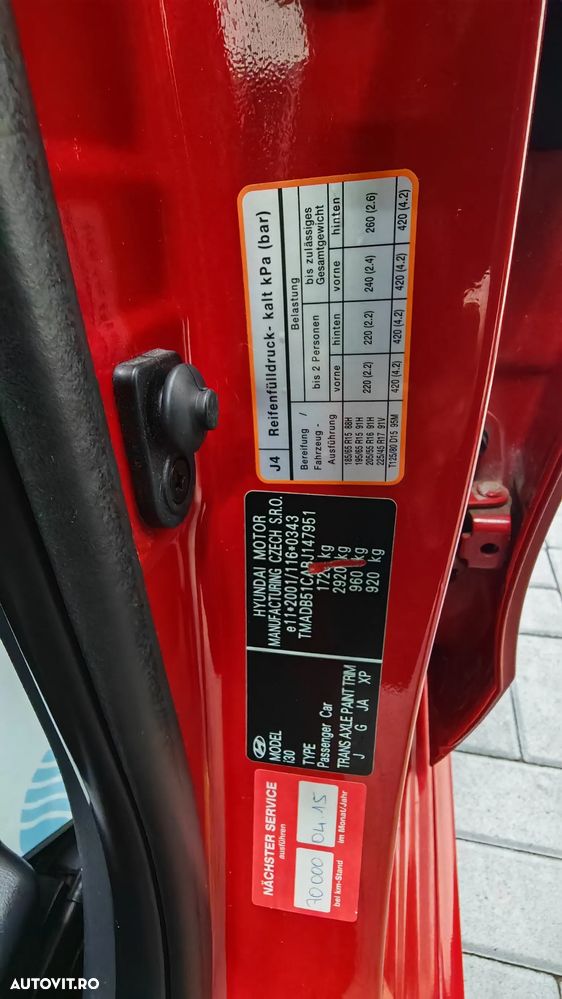 J4 Reifenfülldruck- kalt kPa (bar)
Bereifung / Fahrzeug - Ausführung
Belastung
bis 2 Personen
bis zulässiges Gesamtgewicht
vorne hinten vorne hinten
185/65 R15 88H
195/65 R15 91H
205/55 R16 91H
225/45 R17 91V
220 (2.2) 220 (2.2) 240 (2.4) 260 (2.6)
T125/80 D15 95M 420 (4.2) 420 (4.2) 420 (4.2) 420 (4.2)
HYUNDAI MOTOR
MANUFACTURING CZECH S.R.O.
e11*2001/116*0343
TMADB51CABJ147951
kg
2920 kg
960 kg
920 kg
MODEL
i30
TYPE
Passenger Car
TRANS AXLE PAINT TRIM
J G JA XP
NÄCHSTER SERVICE
ausführen
70000 04.15
bei km-Stand im Monat/Jahr
AUTOVIT.RO